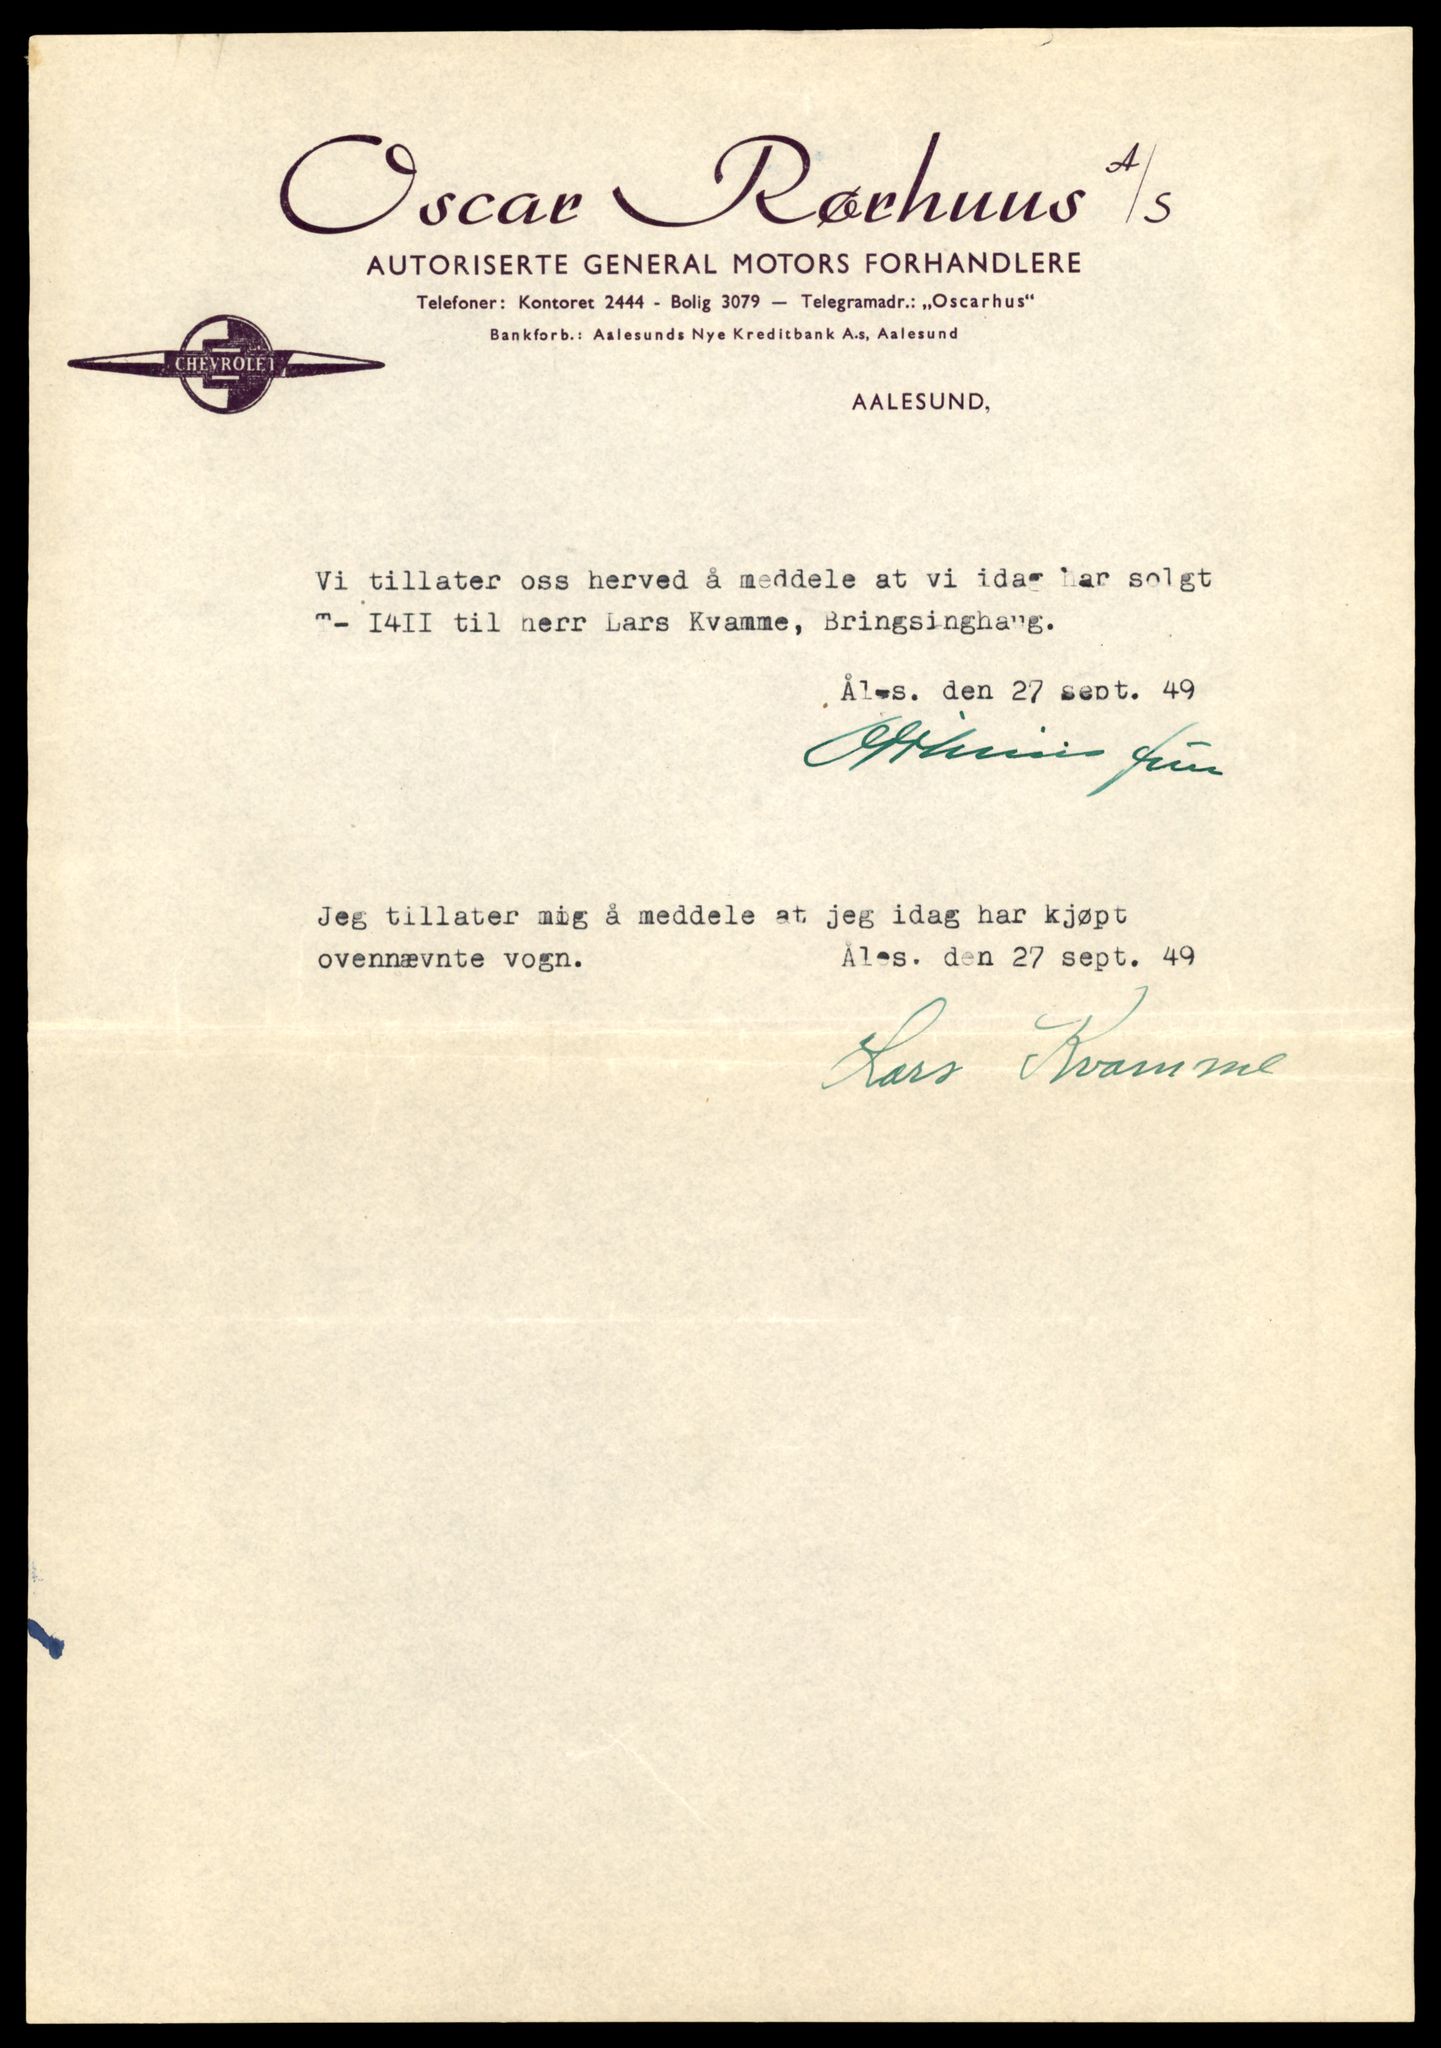 Oscar Rørhuus A/S
AUTORISERTE GENERAL MOTORS FORHANDLERE
Telefoner: Kontoret 2444 - Bolig 3079 — Telegramadr.: „Oscarhus“
Bankforb.: Aalesunds Nye Kreditbank A.s, Aalesund
CHEVROLET
AALESUND,
Vi tillater oss herved å meddele at vi idag har solgt
I4II til herr Lars Kvamme, Bringsinghaug.
Åles. den 27 sept. 49
Jeg tillater mig å meddele at jeg idag har kjøpt
ovennævnte vogn. Åles. den 27 sept. 49
Lars Kvamme